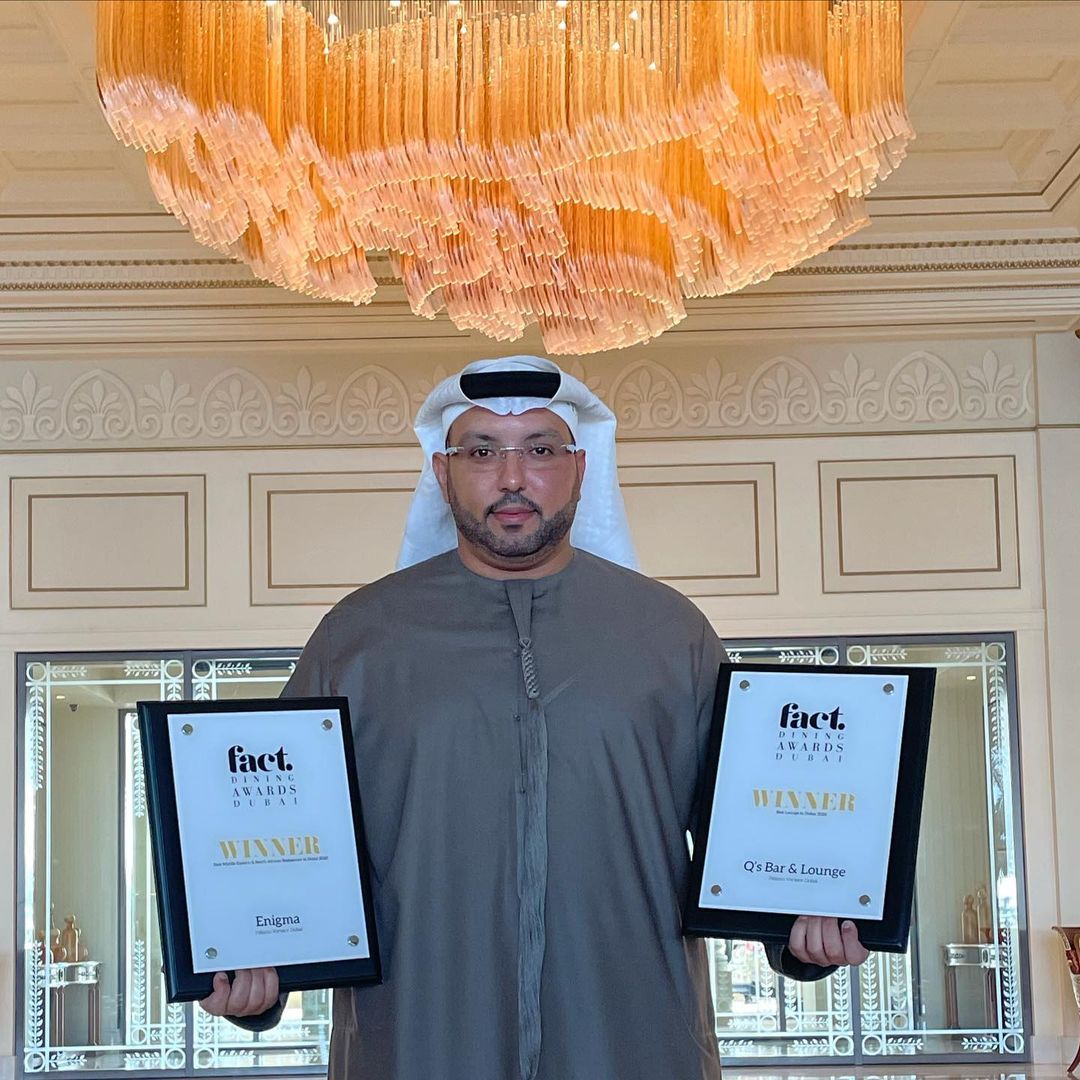 fact.
DINING
AWARDS
DUBAI
WINNER
Best Middle Eastern & North African Restaurant in Dubai 2022
Enigma
Palazzo Versace Dubai
fact.
DINING
AWARDS
DUBAI
WINNER
Best Lounge in Dubai 2022
Q's Bar & Lounge
Palazzo Versace Dubai